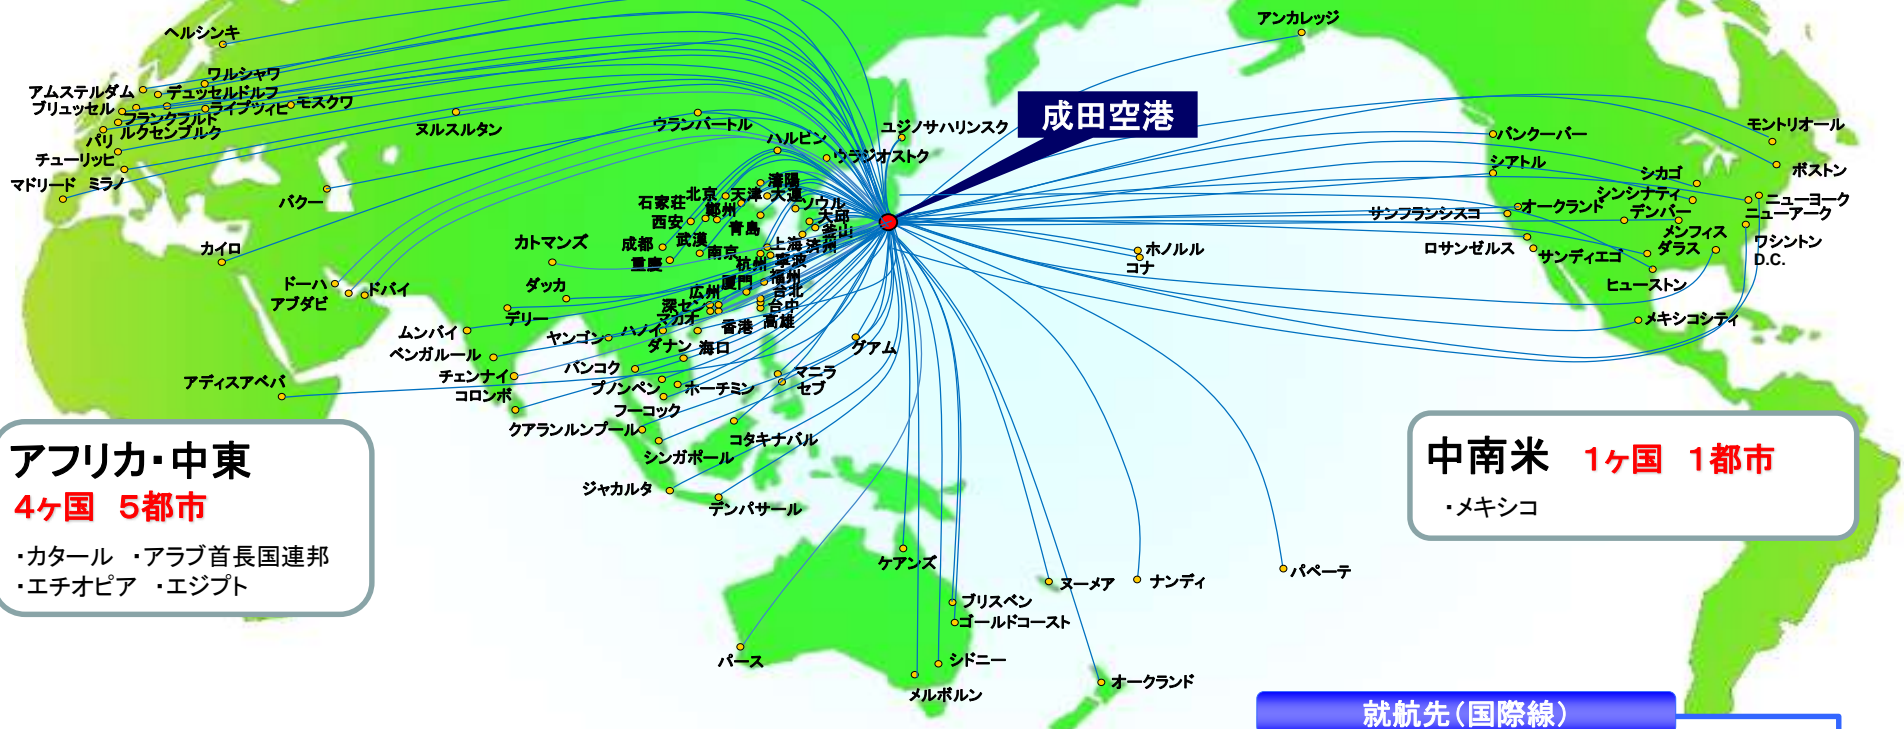 アンカレッジ
ヘルシンキ
ワルシャワ
アムステルダム
デュッセルドルフ
ブリュッセル
ライプツィヒ
モスクワ
フランクフルト
ルクセンブルク
パリ
チューリッヒ
マドリード
ミラノ
ヌルスルタン
ウランバートル
ハルビン
ユジノサハリンスク
ウラジオストク
成田空港
バンクーバー
シアトル
モントリオール
ボストン
シカゴ
シンシナティ
ニューヨーク
ニューアーク
サンフランシスコ
オークランド
デンバー
メンフィス
ダラス
ワシントン
D.C.
ロサンゼルス
サンディエゴ
ヒューストン
メキシコシティ
バクー
カイロ
ドーハ
アブダビ
ドバイ
カトマンズ
ダッカ
デリー
ムンバイ
ベンガルール
チェンナイ
コロンボ
アディスアベバ
瀋陽
北京
天津
大連
石家荘
鄭州
ソウル
西安
大邱
青島
釜山
成都
武漢
南京
上海
済州
重慶
杭州
寧波
厦門
福州
広州
台北
深セン
台中
マカオ
香港
高雄
ヤンゴン
ハノイ
ダナン
海口
バンコク
プノンペン
ホーチミン
フーコック
クアランルンプール
シンガポール
コタキナバル
ジャカルタ
デンパサール
マニラ
セブ
グアム
ホノルル
コナ
ケアンズ
ブリスベン
ゴールドコースト
パース
シドニー
メルボルン
ヌーメア
ナンディ
パペーテ
オークランド
アフリカ・中東
4ヶ国 5都市
・カタール ・アラブ首長国連邦
・エチオピア ・エジプト
中南米 1ヶ国 1都市
・メキシコ
就航先(国際線)